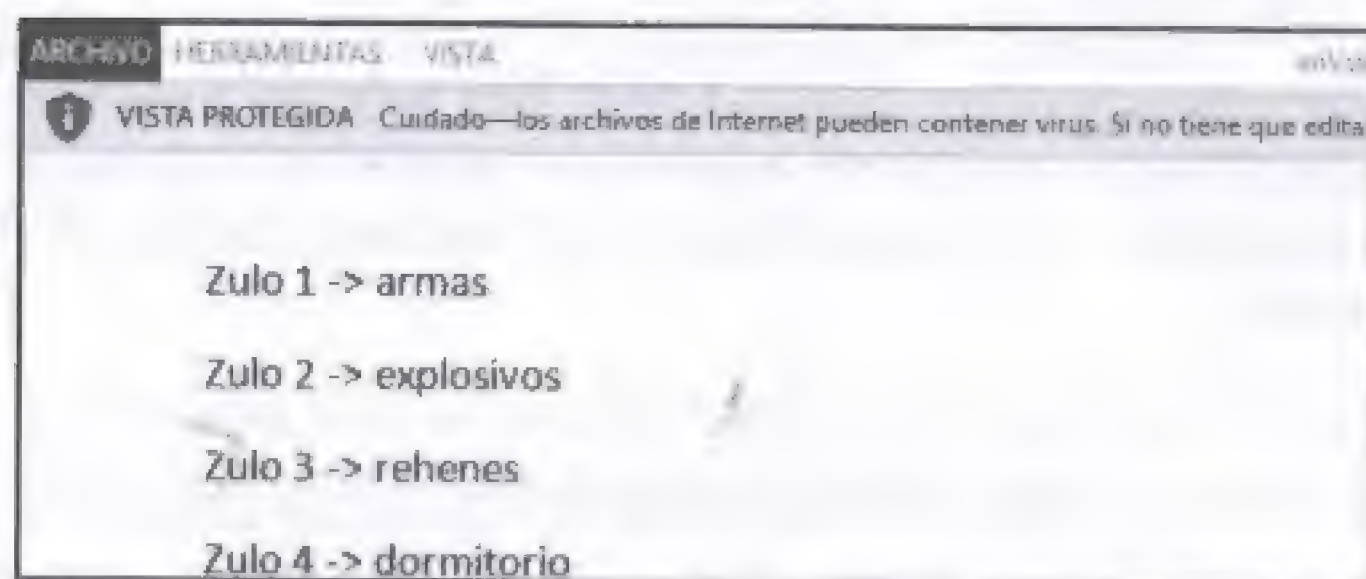 ARCHIVO HERRAMIENTAS VISTA
VISTA PROTEGIDA Cuidado—los archivos de Internet pueden contener virus. Si no tiene que edita
Zulo 1 -> armas
Zulo 2 -> explosivos
Zulo 3 -> rehenes
Zulo 4 -> dormitorio